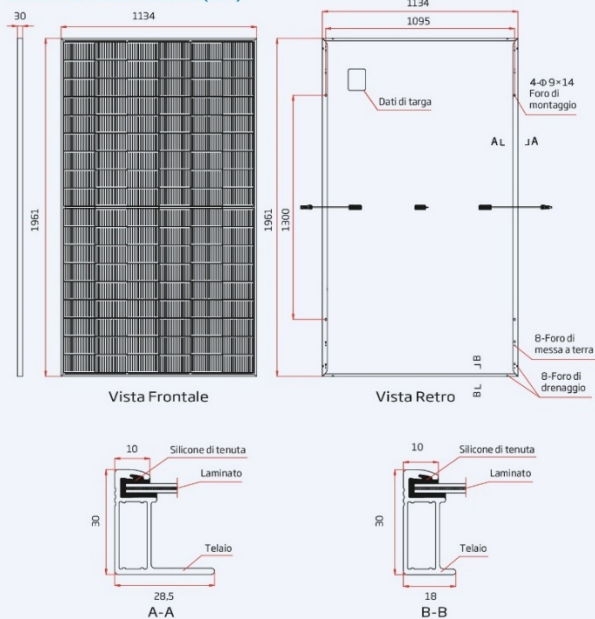 30
1134
1961
Vista Frontale
1134
1095
Dati di targa
4-Φ9×14
Foro di
montaggio
A
A
1961
1300
8-Foro di
messa a terra
8-Foro di
drenaggio
B
B
Vista Retro
10
Silicone di tenuta
Laminato
30
Telaio
28,5
A-A
10
Silicone di tenuta
Laminato
30
Telaio
18
B-B